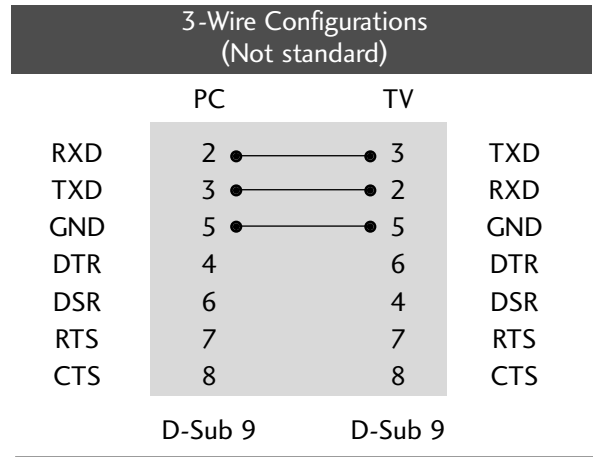 3-Wire Configurations
(Not standard)
PC TV
RXD 2 3 TXD
TXD 3 2 RXD
GND 5 5 GND
DTR 4 6 DTR
DSR 6 4 DSR
RTS 7 7 RTS
CTS 8 8 CTS
D-Sub 9 D-Sub 9